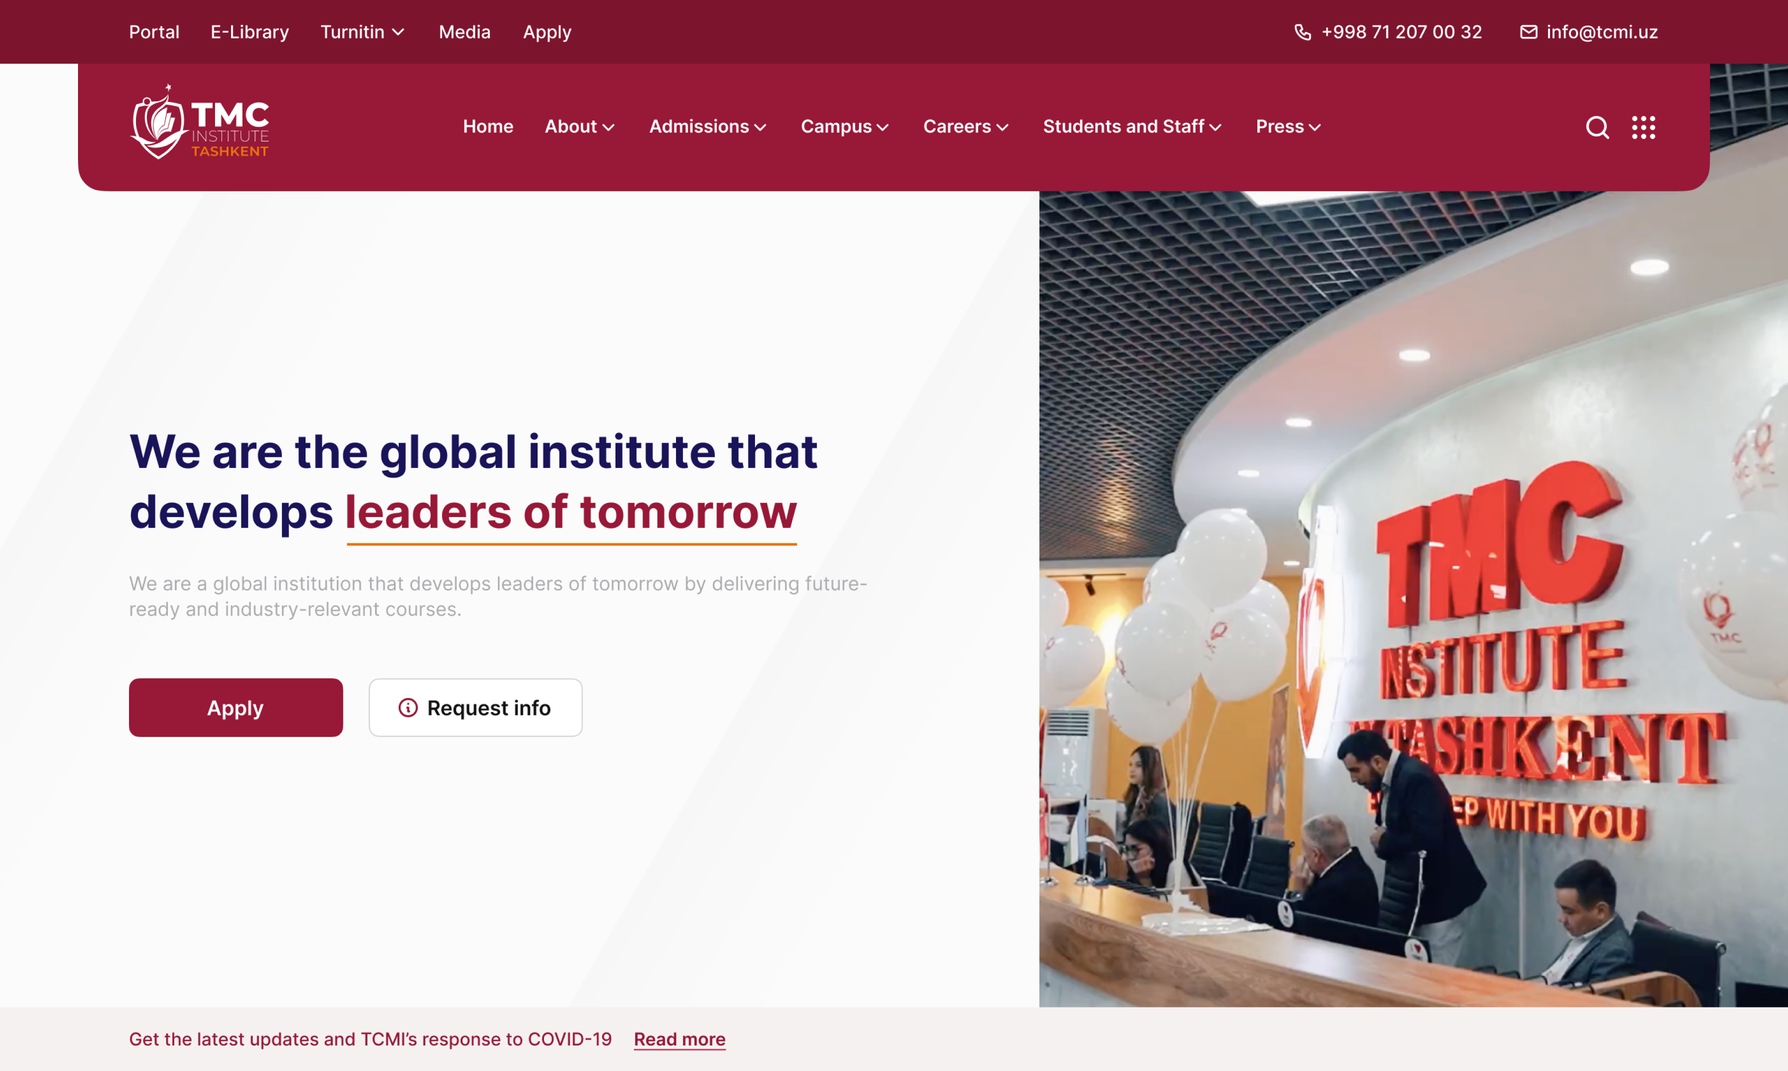 Portal E-Library Turnitin Media Apply +998 71 207 00 32 info@tcmi.uz
TMC
INSTITUTE
TASHKENT
Home About Admissions Campus Careers Students and Staff Press
We are the global institute that
develops leaders of tomorrow
We are a global institution that develops leaders of tomorrow by delivering future-
ready and industry-relevant courses.
Apply Request info
TMC
INSTITUTE
TASHKENT
EP WITH YOU
TMC
Get the latest updates and TCMI’s response to COVID-19 Read more